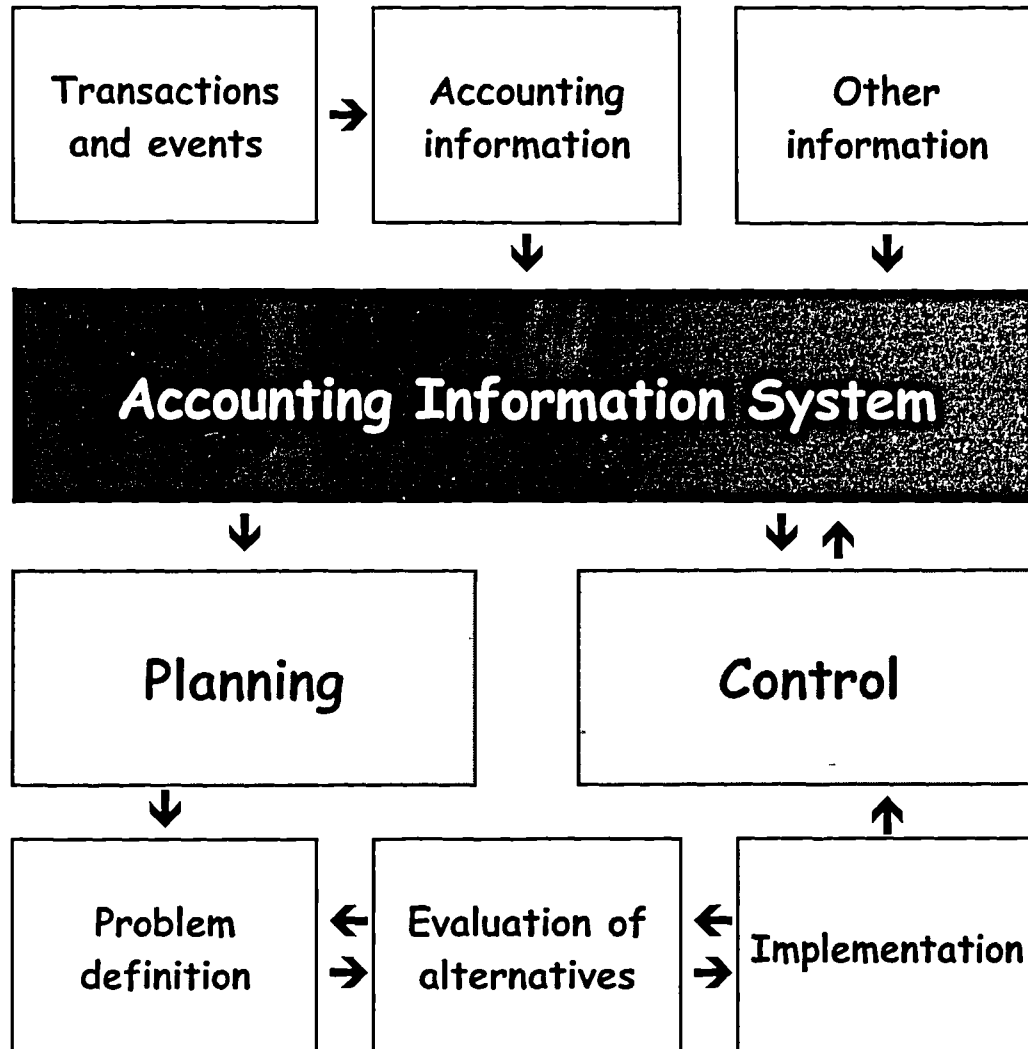 Transactions
and events
Accounting
information
Other
information
Accounting Information System
Planning
Control
Problem
definition
Evaluation of
alternatives
Implementation